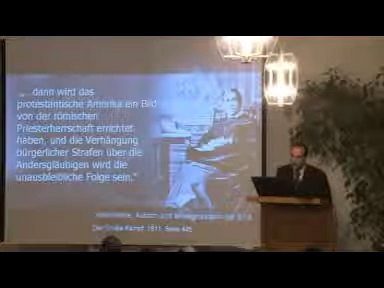 "... dann wird das
protestantische Amerika ein Bild
von der römischen
Priesterherrschaft errichtet
haben, und die Verhängung
bürgerlicher Strafen über die
Andersgläubigen wird die
unausbleibliche Folge sein."
Der Große Kampf, 1911, Seite 445